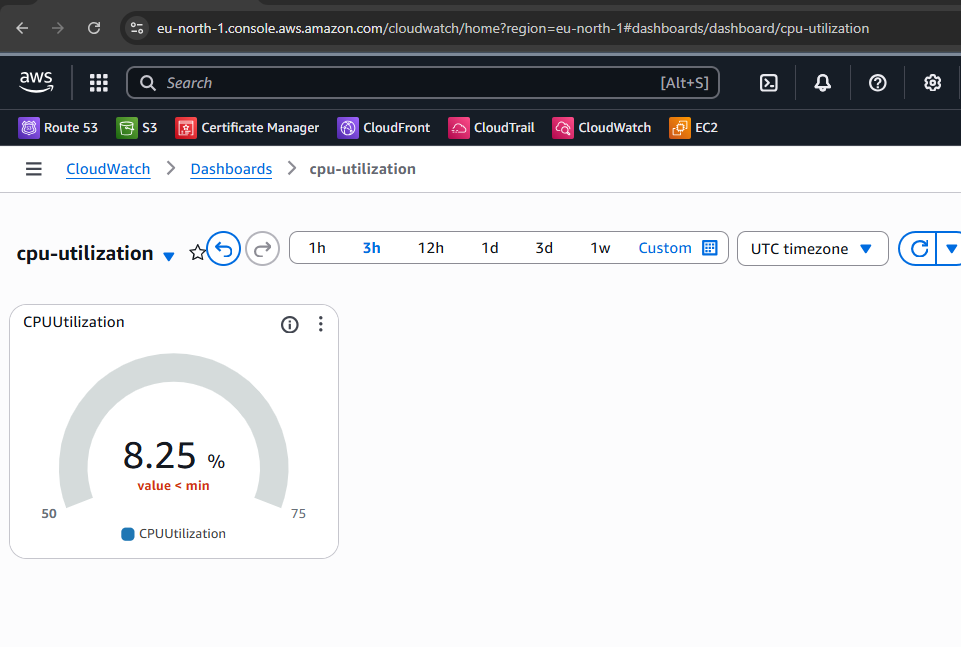 eu-north-1.console.aws.amazon.com/cloudwatch/home?region=eu-north-1#dashboards/dashboard/cpu-utilization
aws Search [Alt+S]
Route 53 S3 Certificate Manager CloudFront CloudTrail CloudWatch EC2
CloudWatch Dashboards cpu-utilization
cpu-utilization 1h 3h 12h 1d 3d 1w Custom UTC timezone
CPUUtilization
8.25 %
value < min
50 75
CPUUtilization